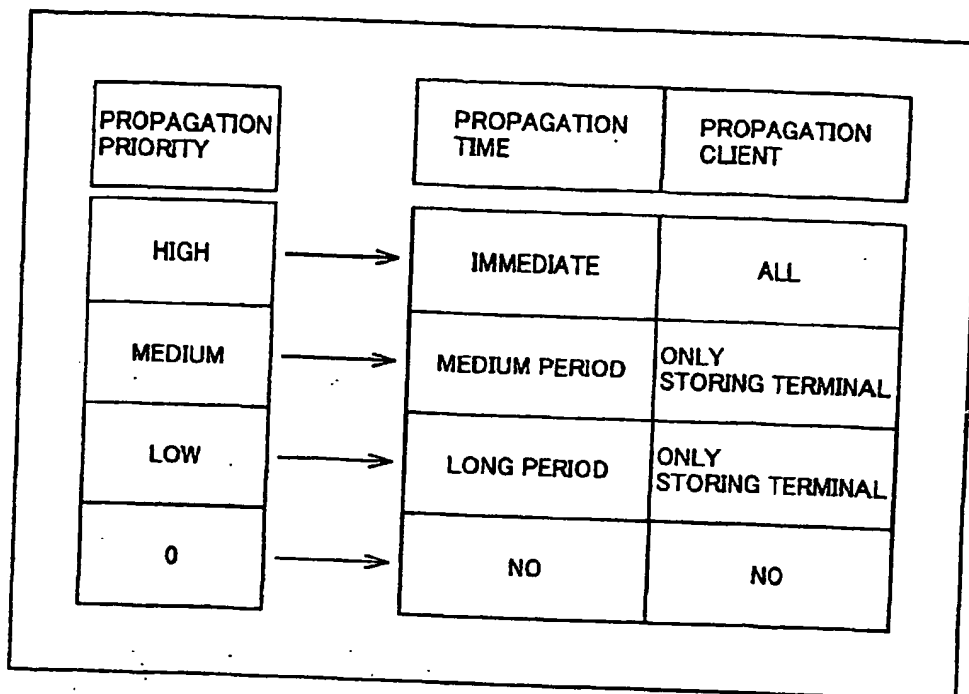 PROPAGATION
PRIORITY
PROPAGATION
TIME
PROPAGATION
CLIENT
HIGH
IMMEDIATE
ALL
MEDIUM
MEDIUM PERIOD
ONLY
STORING TERMINAL
LOW
LONG PERIOD
ONLY
STORING TERMINAL
0
NO
NO